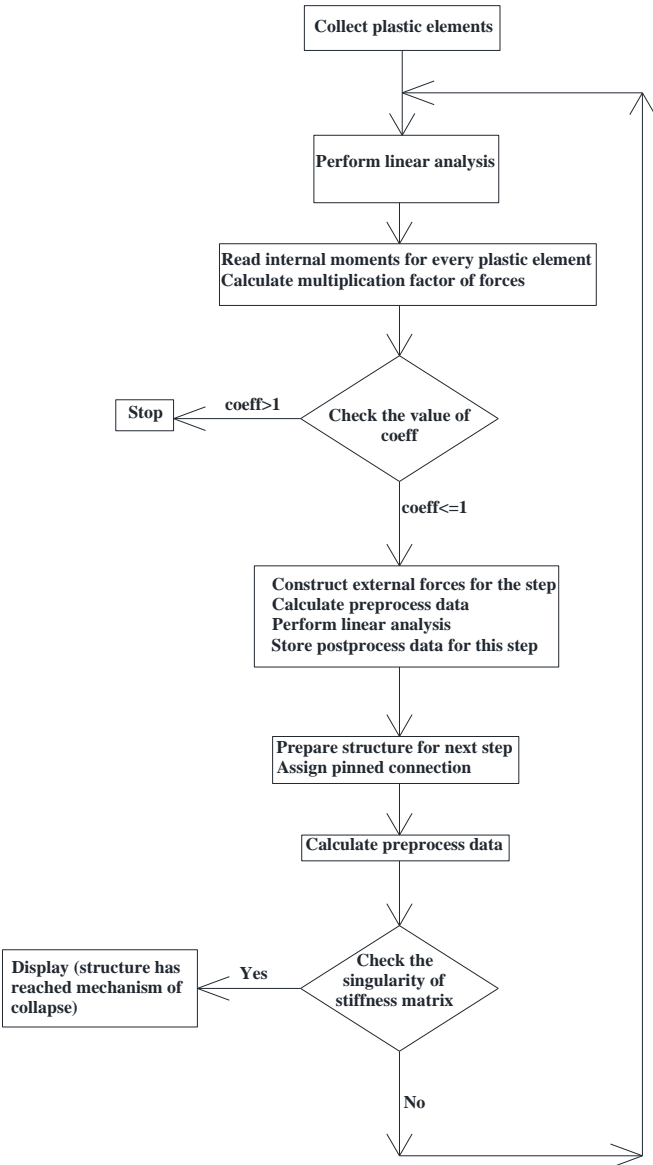 Collect plastic elements
Perform linear analysis
Read internal moments for every plastic element
Calculate multiplication factor of forces
Check the value of
coeff
coeff>1
Stop
coeff<=1
Construct external forces for the step
Calculate preprocess data
Perform linear analysis
Store postprocess data for this step
Prepare structure for next step
Assign pinned connection
Calculate preprocess data
Check the
singularity of
stiffness matrix
Yes
Display (structure has
reached mechanism of
collapse)
No